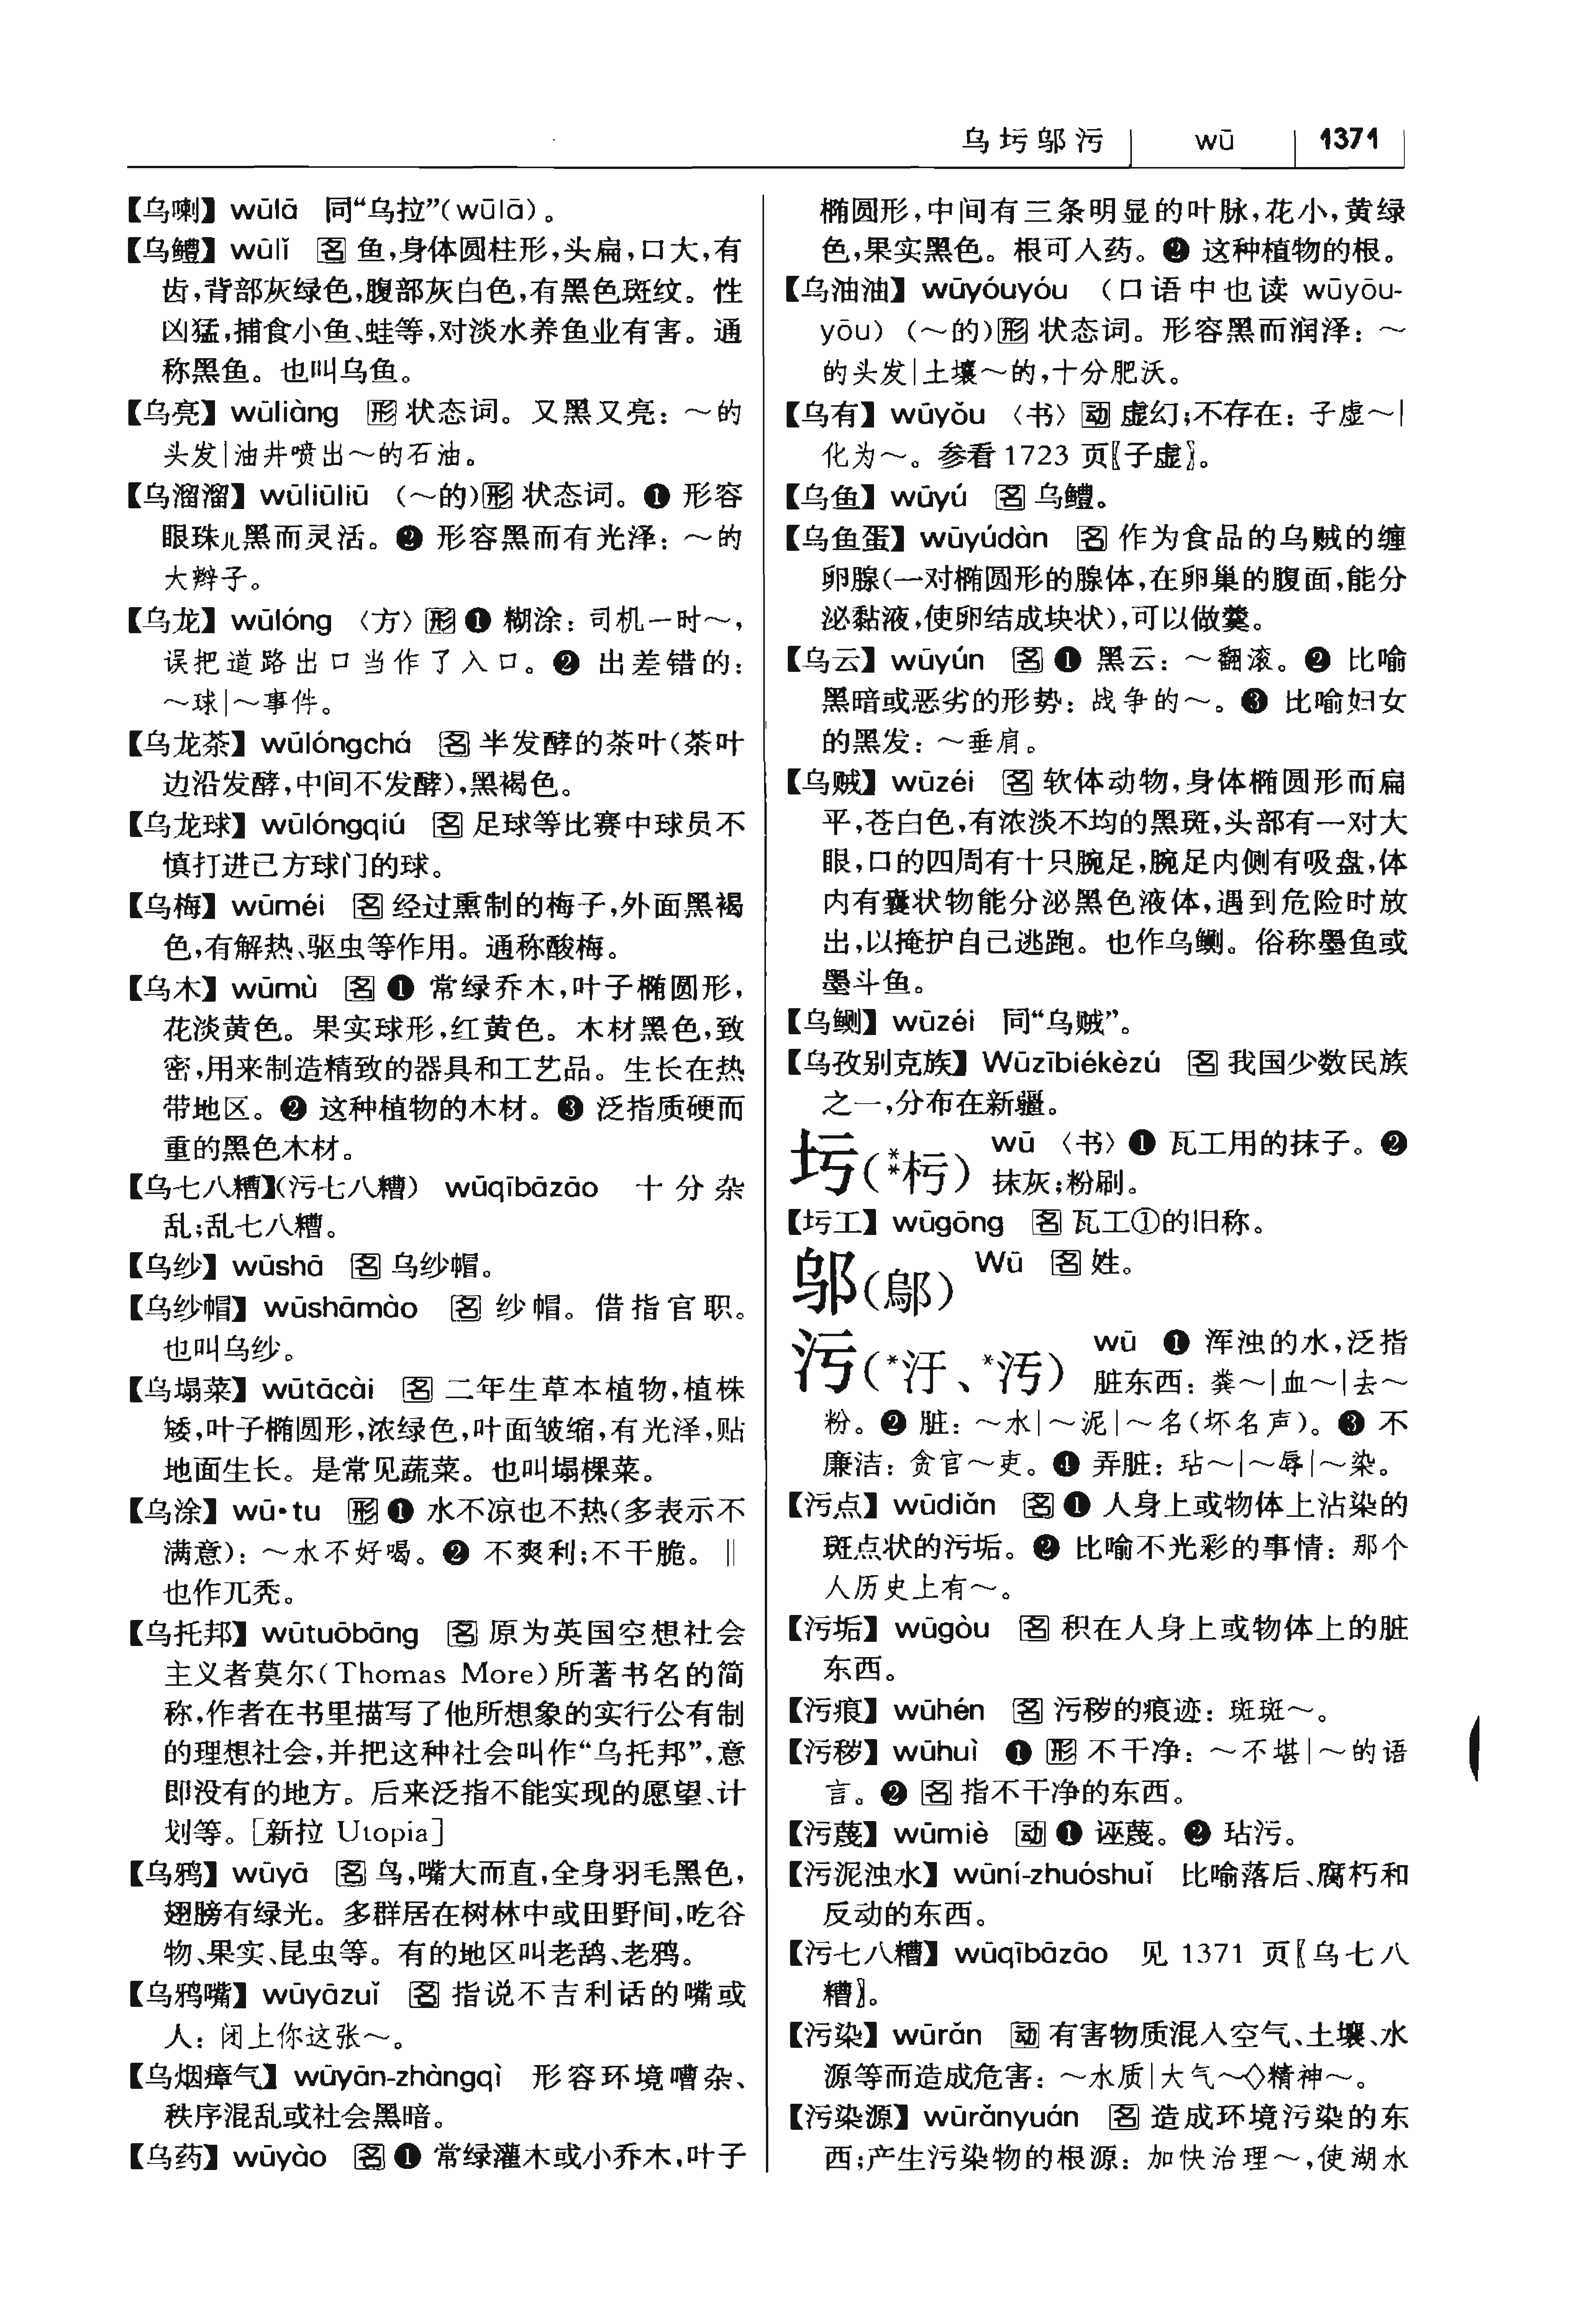 乌圬邬污 wū 1371
【乌喇】 wūlā 同“乌拉”(wūlā)。
【乌鳢】 wūlǐ 名 鱼,身体圆柱形,头扁,口大,有
齿,背部灰绿色,腹部灰白色,有黑色斑纹。性
凶猛,捕食小鱼、蛙等,对淡水养鱼业有害。通
称黑鱼。也叫乌鱼。
【乌亮】 wūliàng 形 状态词。又黑又亮:~的
头发|油井喷出~的石油。
【乌溜溜】 wūliūliū (~的)形 状态词。❶ 形容
眼珠儿黑而灵活。❷ 形容黑而有光泽:~的
大辫子。
【乌龙】 wūlóng 〈方〉形❶ 糊涂:司机一时~,
误把道路出口当作了入口。❷ 出差错的:
~球|~事件。
【乌龙茶】 wūlóngchá 名 半发酵的茶叶(茶叶
边沿发酵,中间不发酵),黑褐色。
【乌龙球】 wūlóngqiú 名 足球等比赛中球员不
慎打进己方球门的球。
【乌梅】 wūméi 名 经过熏制的梅子,外面黑褐
色,有解热、驱虫等作用。通称酸梅。
【乌木】 wūmù 名 ❶ 常绿乔木,叶子椭圆形,
花淡黄色。果实球形,红黄色。木材黑色,致
密,用来制造精致的器具和工艺品。生长在热
带地区。❷ 这种植物的木材。❸ 泛指质硬而
重的黑色木材。
【乌七八糟】(污七八糟) wūqībāzāo 十分杂
乱;乱七八糟。
【乌纱】 wūshā 名 乌纱帽。
【乌纱帽】 wūshāmào 名 纱帽。借指官职。
也叫乌纱。
【乌塌菜】 wūtācài 名 二年生草本植物,植株
矮,叶子椭圆形,浓绿色,叶面皱缩,有光泽,贴
地面生长。是常见蔬菜。也叫塌棵菜。
【乌涂】 wū·tu 形❶ 水不凉也不热(多表示不
满意):~水不好喝。❷ 不爽利;不干脆。‖
也作兀秃。
【乌托邦】 wūtuōbāng 名 原为英国空想社会
主义者莫尔(Thomas More)所著书名的简
称,作者在书里描写了他所想象的实行公有制
的理想社会,并把这种社会叫作“乌托邦”,意
即没有的地方。后来泛指不能实现的愿望、计
划等。[新拉 Utopia]
【乌鸦】 wūyā 名 鸟,嘴大而直,全身羽毛黑色,
翅膀有绿光。多群居在树林中或田野间,吃谷
物、果实、昆虫等。有的地区叫老鸹、老鸦。
【乌鸦嘴】 wūyāzuǐ 名 指说不吉利话的嘴或
人:闭上你这张~。
【乌烟瘴气】 wūyān-zhàngqì 形容环境嘈杂、
秩序混乱或社会黑暗。
【乌药】 wūyào 名❶ 常绿灌木或小乔木,叶子
椭圆形,中间有三条明显的叶脉,花小,黄绿
色,果实黑色。根可入药。❷ 这种植物的根。
【乌油油】 wūyóuyóu (口语中也读 wūyōu-
yōu) (~的)形 状态词。形容黑而润泽:~
的头发|土壤~的,十分肥沃。
【乌有】 wūyǒu 〈书〉动 虚幻;不存在:子虚~|
化为~。参看 1723 页〖子虚〗。
【乌鱼】 wūyú 名 乌鳢。
【乌鱼蛋】 wūyúdàn 名 作为食品的乌贼的缠
卵腺(一对椭圆形的腺体,在卵巢的腹面,能分
泌黏液,使卵结成块状),可以做羹。
【乌云】 wūyún 名❶ 黑云:~翻滚。❷ 比喻
黑暗或恶劣的形势:战争的~。❸ 比喻妇女
的黑发:~垂肩。
【乌贼】 wūzéi 名 软体动物,身体椭圆形而扁
平,苍白色,有浓淡不均的黑斑,头部有一对大
眼,口的四周有十只腕足,腕足内侧有吸盘,体
内有囊状物能分泌黑色液体,遇到危险时放
出,以掩护自己逃跑。也作乌鲗。俗称墨鱼或
墨斗鱼。
【乌鲗】 wūzéi 同“乌贼”。
【乌孜别克族】 Wūzībiékèzú 名 我国少数民族
之一,分布在新疆。
圬(**杇) wū 〈书〉❶ 瓦工用的抹子。❷
抹灰;粉刷。
【圬工】 wūgōng 名 瓦工①的旧称。
邬(鄔) Wū 名 姓。
污(*汙、*汚) wū ❶ 浑浊的水,泛指
脏东西:粪~|血~|去~
粉。❷ 脏:~水|~泥|~名(坏名声)。❸ 不
廉洁:贪官~吏。❹ 弄脏:玷~|~辱|~染。
【污点】 wūdiǎn 名❶ 人身上或物体上沾染的
斑点状的污垢。❷ 比喻不光彩的事情:那个
人历史上有~。
【污垢】 wūgòu 名 积在人身上或物体上的脏
东西。
【污痕】 wūhén 名 污秽的痕迹:斑斑~。
【污秽】 wūhuì ❶ 形 不干净:~不堪|~的语
言。❷ 名 指不干净的东西。
【污蔑】 wūmiè 动❶ 诬蔑。❷ 玷污。
【污泥浊水】 wūní-zhuóshuǐ 比喻落后、腐朽和
反动的东西。
【污七八糟】 wūqībāzāo 见 1371 页〖乌七八
糟〗。
【污染】 wūrǎn 动 有害物质混入空气、土壤、水
源等而造成危害:~水质|大气~◇精神~。
【污染源】 wūrǎnyuán 名 造成环境污染的东
西;产生污染物的根源:加快治理~,使湖水